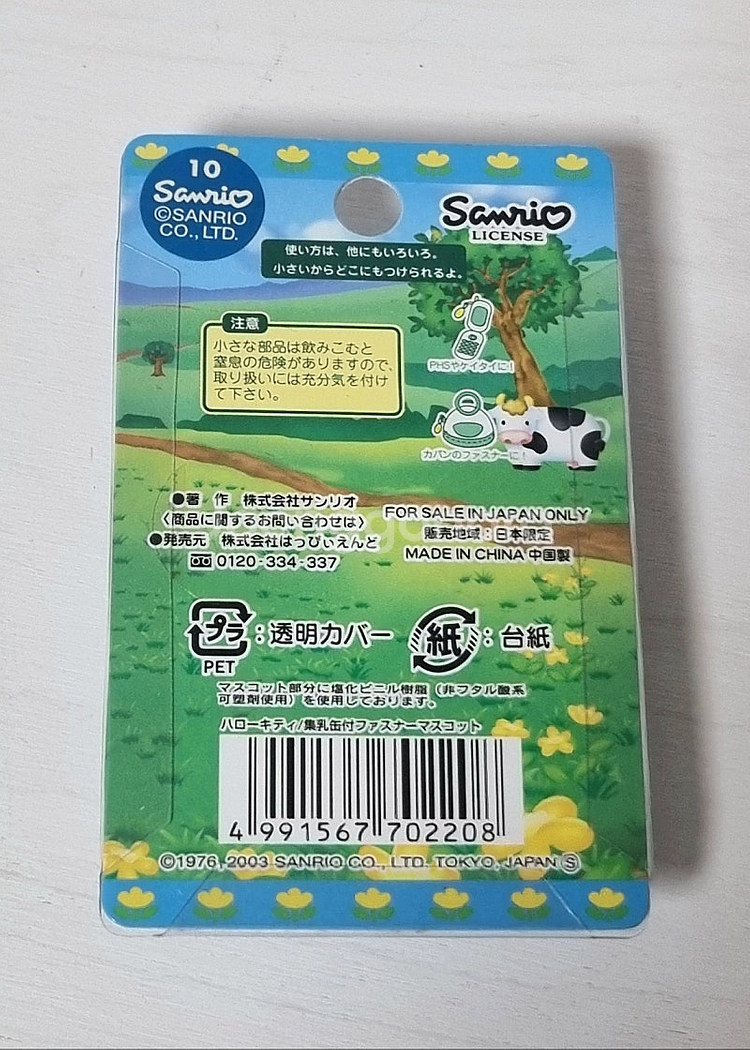 10
Sanrio
©SANRIO
CO., LTD.
Sanrio
LICENSE
使い方は、他にもいろいろ。
小さいからどこにもつけられるよ。
注意
小さな部品は飲みこむと
窒息の危険がありますので、
取り扱いには充分気を付け
て下さい。
PHSやケイタイに!
カバンのファスナーに!
●著 作 株式会社サンリオ
〈商品に関するお問い合わせは〉
●発売元 株式会社はっぴぃえんど
0120-334-337
FOR SALE IN JAPAN ONLY
販売地域:日本限定
MADE IN CHINA 中国製
プラ:透明カバー
PET
紙:台紙
マスコット部分に塩化ビニル樹脂(非フタル酸系
可塑剤使用)を使用しております。
ハローキティ/集乳缶付ファスナーマスコット
4 991567 702208
©1976, 2003 SANRIO CO., LTD. TOKYO, JAPAN Ⓢ